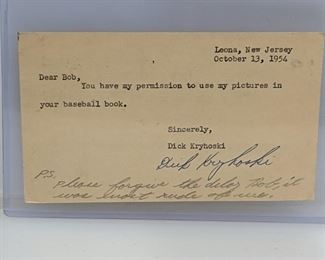 Leona, New Jersey
October 13, 1954
Dear Bob,
You have my permission to use my pictures in
your baseball book.
Sincerely,
Dick Kryhoski
Dick Kryhoski
P.S.
Please forgive the delay Bob, it
was most rude of me.